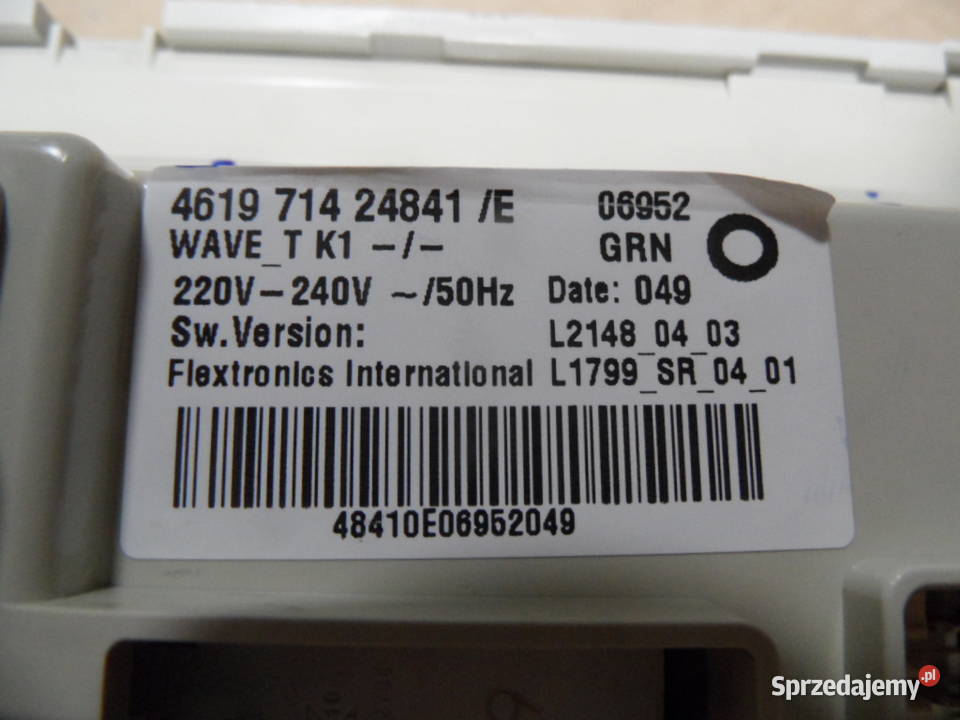 4619 714 24841 /E 06952
WAVE_T K1 -/- GRN
220V-240V ~/50Hz Date: 049
Sw.Version: L2148_04_03
Flextronics International L1799_SR_04_01
48410E06952049
Sprzedajemy.pl